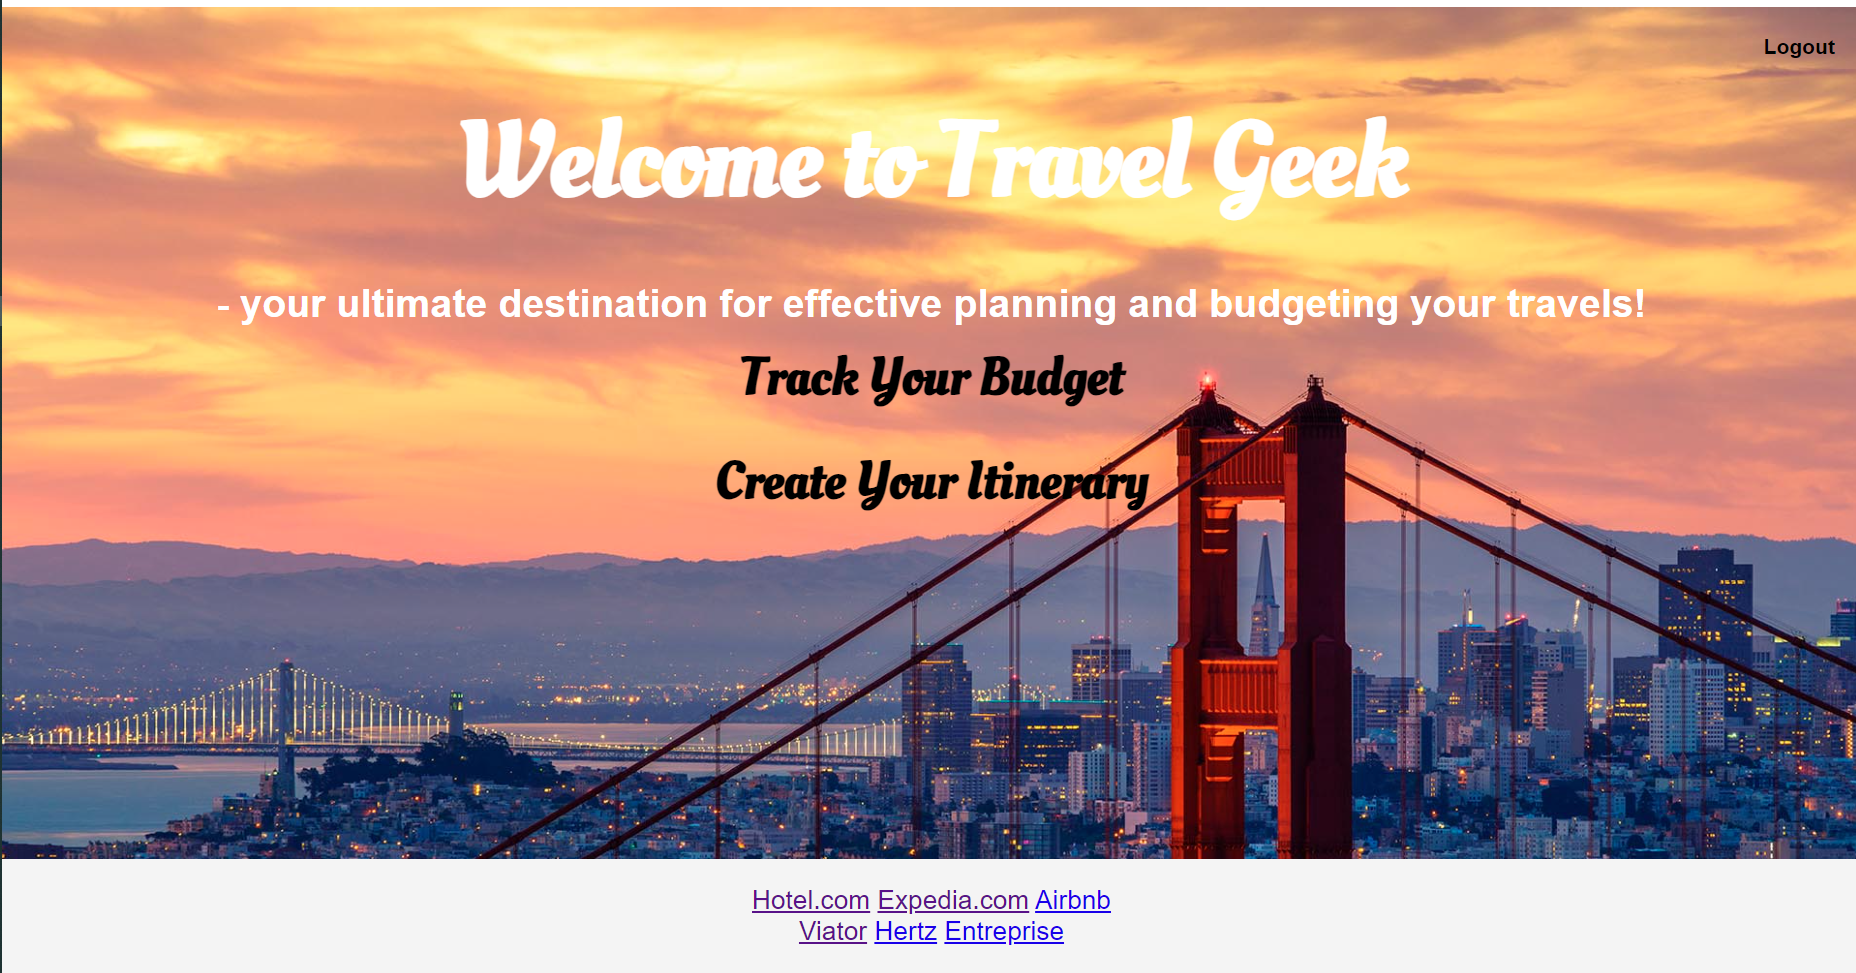 Logout
Welcome to Travel Geek
- your ultimate destination for effective planning and budgeting your travels!
Track Your Budget
Create Your Itinerary
Hotel.com Expedia.com Airbnb
Viator Hertz Entreprise